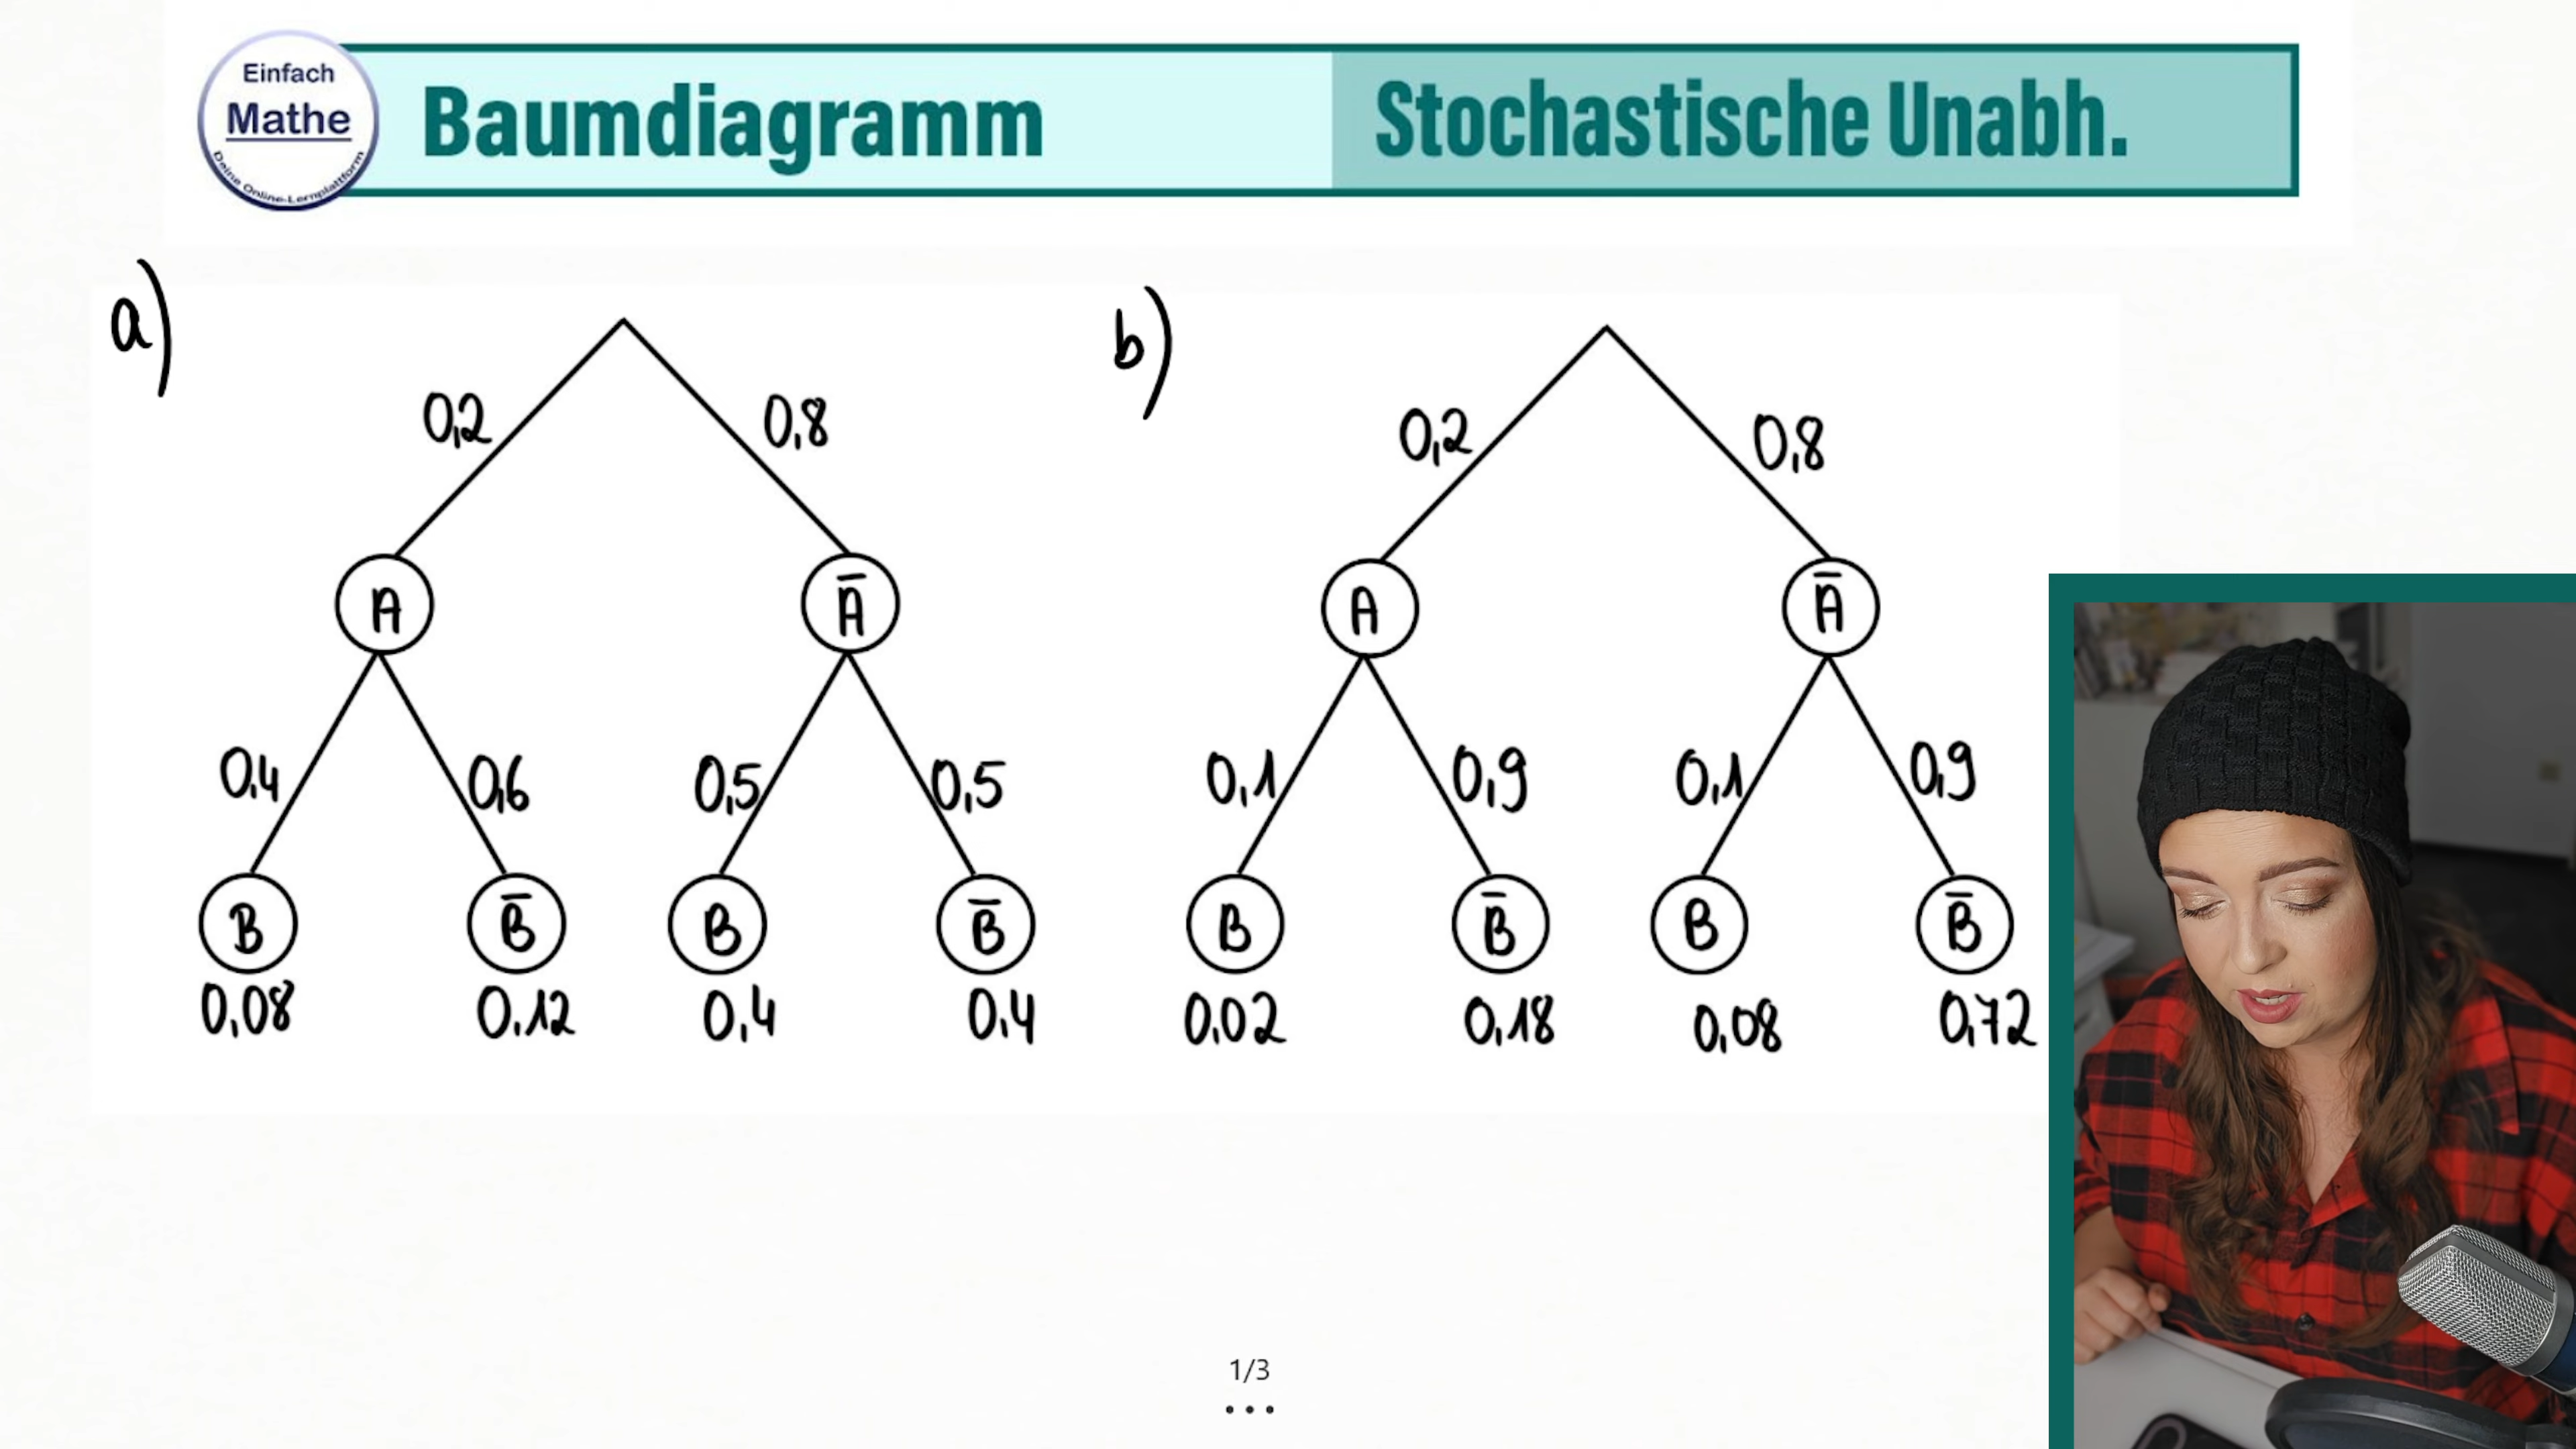 Einfach
Mathe
Deine Online-Lernplattform
Baumdiagramm
Stochastische Unabh.
a)
0,2
0,8
A
A̅
0,4
0,6
0,5
0,5
B
B̅
B
B̅
0,08
0,12
0,4
0,4
b)
0,2
0,8
A
A̅
0,1
0,9
0,1
0,9
B
B̅
B
B̅
0,02
0,18
0,08
0,72
1/3